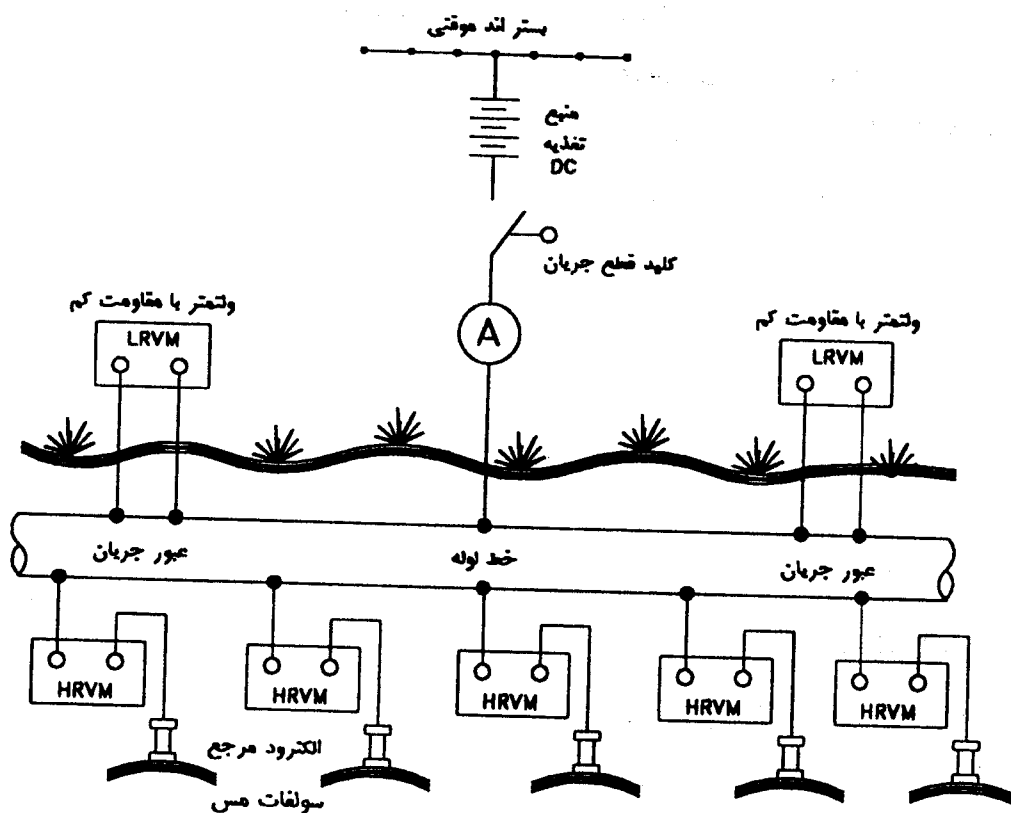 بستر اند موقتی
منبع
تغذیه
DC
کلید قطع جریان
ولتمتر با مقاومت کم
LRVM
A
ولتمتر با مقاومت کم
LRVM
عبور جریان
خط لوله
عبور جریان
HRVM
HRVM
HRVM
HRVM
HRVM
الکترود مرجع
سولفات مس